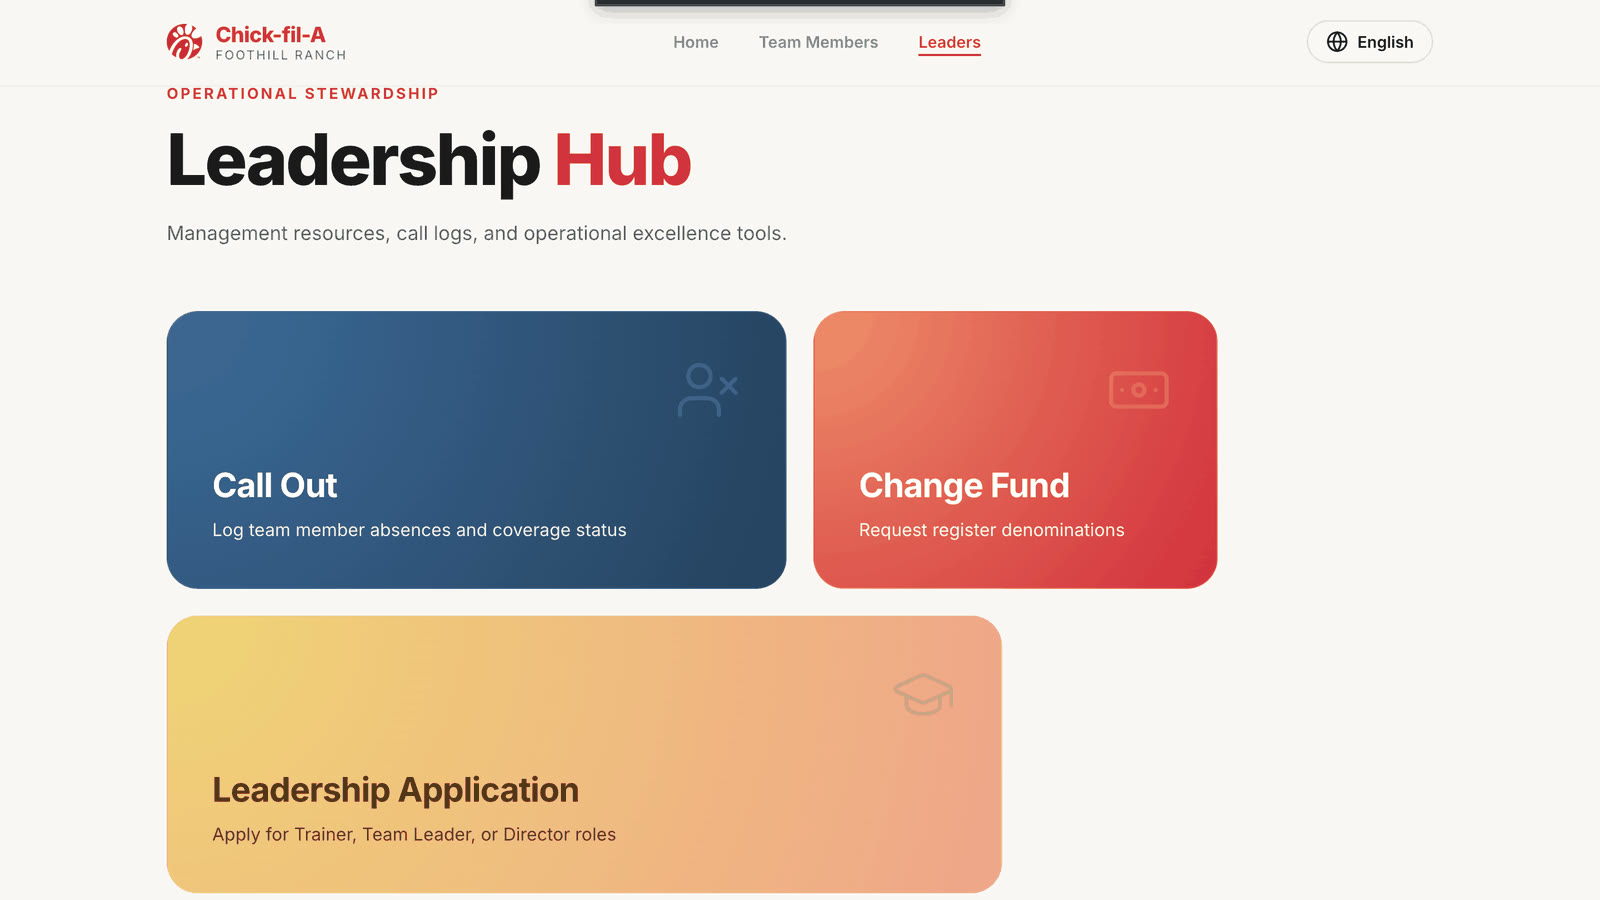 Chick-fil-A
FOOTHILL RANCH
Home
Team Members
Leaders
English
OPERATIONAL STEWARDSHIP
Leadership Hub
Management resources, call logs, and operational excellence tools.
Call Out
Log team member absences and coverage status
Change Fund
Request register denominations
Leadership Application
Apply for Trainer, Team Leader, or Director roles